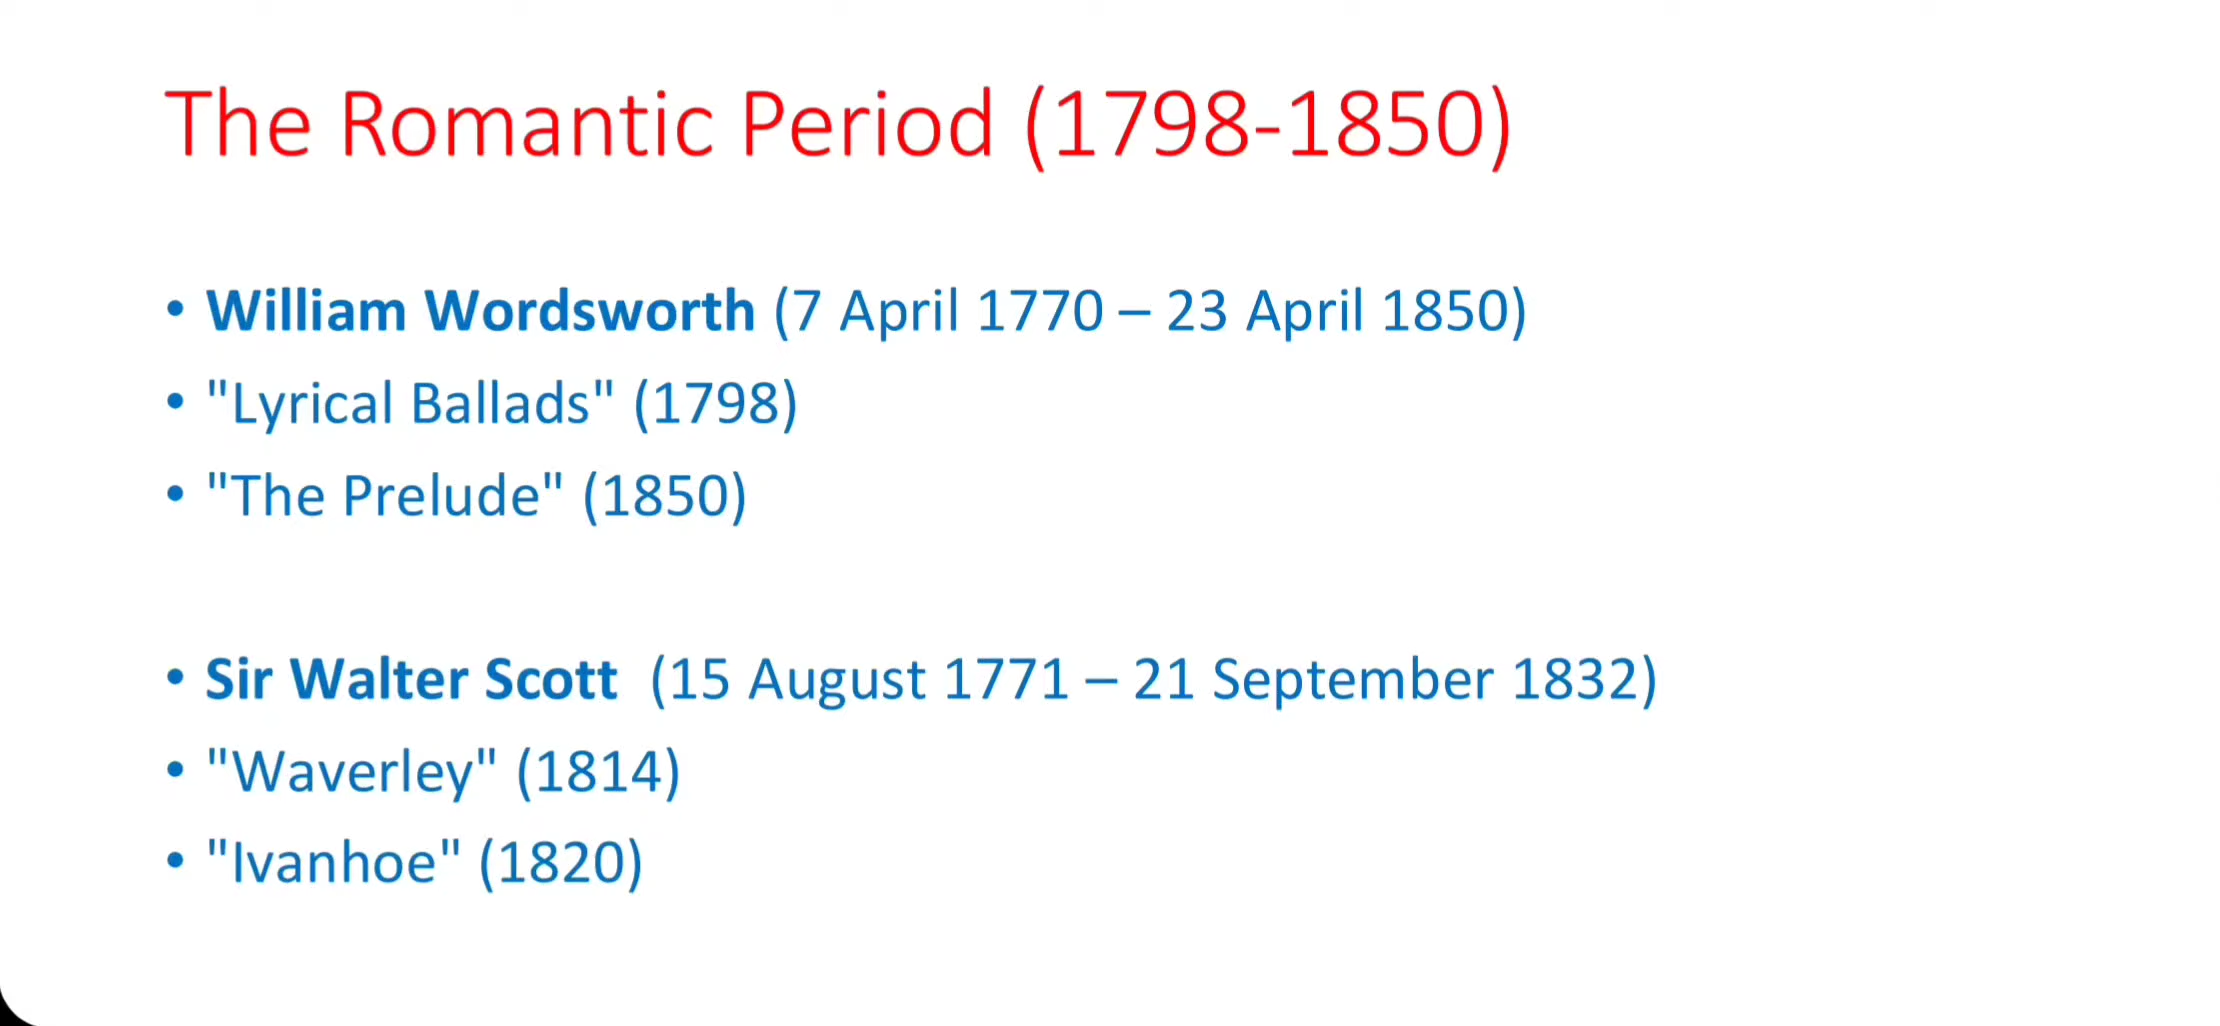 The Romantic Period (1798-1850)
• William Wordsworth (7 April 1770 – 23 April 1850)
• "Lyrical Ballads" (1798)
• "The Prelude" (1850)
• Sir Walter Scott  (15 August 1771 – 21 September 1832)
• "Waverley" (1814)
• "Ivanhoe" (1820)